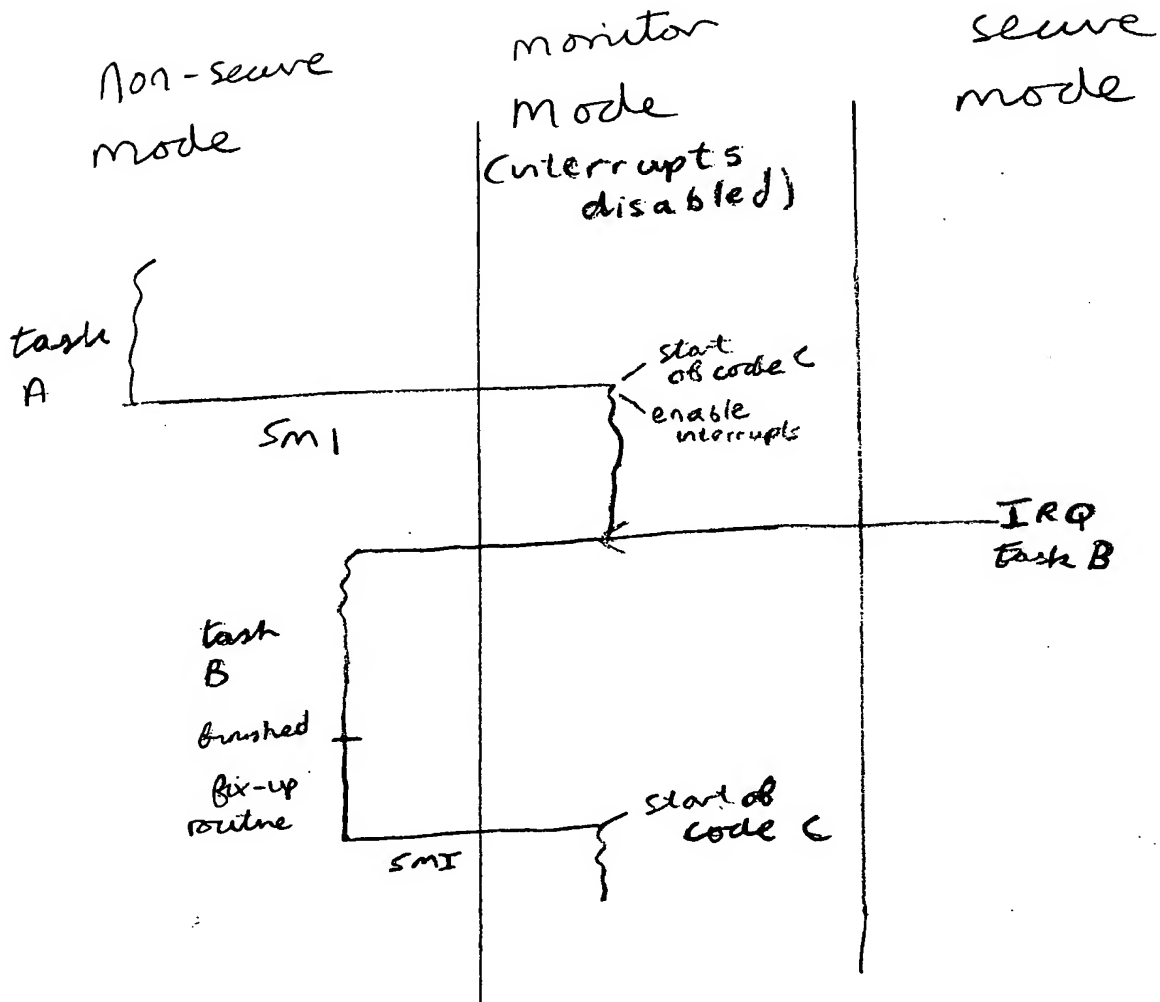 non-secure
mode
monitor
mode
(interrupts
disabled)
secure
mode
task
A
SMI
start
of code C
enable
interrupts
IRQ
task B
task
B
finished
fix-up
routine
SMI
start of
code C